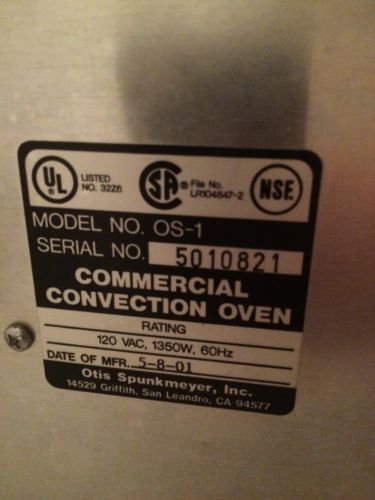 UL
LISTED
NO. 32Z6
SA
®
File No.
LR104847-2
NSF.
MODEL NO. OS-1
SERIAL NO. 5010821
COMMERCIAL
CONVECTION OVEN
RATING
120 VAC, 1350W, 60Hz
DATE OF MFR. 5-8-01
Otis Spunkmeyer, Inc.
14529 Griffith, San Leandro, CA 94577